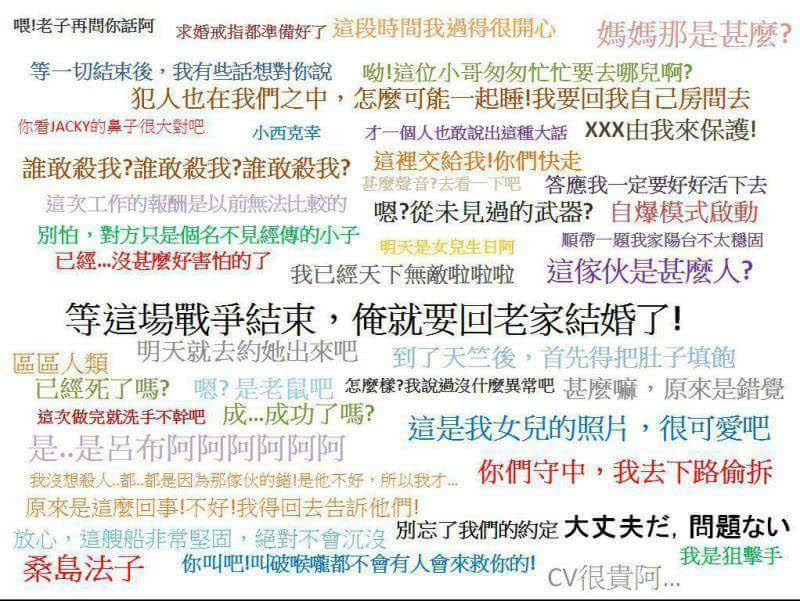 喂!老子再問你話阿 求婚戒指都準備好了 這段時間我過得很開心 媽媽那是甚麼?
等一切結束後，我有些話想對你說 呦!這位小哥匆匆忙忙要去哪兒啊?
犯人也在我們之中，怎麼可能一起睡!我要回我自己房間去
你看JACKY的鼻子很大對吧 小西克幸 才一個人也敢說出這種大話 XXX由我來保護!
誰敢殺我?誰敢殺我?誰敢殺我? 這裡交給我!你們快走
甚麼聲音?去看一下吧 答應我一定要好好活下去
這次工作的報酬是以前無法比較的 嗯?從未見過的武器? 自爆模式啟動
別怕，對方只是個名不見經傳的小子 明天是女兒生日阿 順帶一題我家陽台不太穩固
已經...沒甚麼好害怕的了 我已經天下無敵啦啦啦 這傢伙是甚麼人?
等這場戰爭結束，俺就要回老家結婚了!
區區人類 明天就去約她出來吧 到了天竺後，首先得把肚子填飽
已經死了嗎? 嗯? 是老鼠吧 怎麼樣?我說過沒什麼異常吧 甚麼嘛，原來是錯覺
這次做完就洗手不幹吧 成...成功了嗎?
是..是呂布阿阿阿阿阿阿 這是我女兒的照片，很可愛吧
我沒想殺人..都..都是因為那傢伙的錯!是他不好，所以我才... 你們守中，我去下路偷拆
原來是這麼回事!不好!我得回去告訴他們!
放心，這艘船非常堅固，絕對不會沉沒 別忘了我們的約定 大丈夫だ，問題ない
桑島法子 你叫吧!叫破喉嚨都不會有人會來救你的! 我是狙擊手
CV很貴阿...